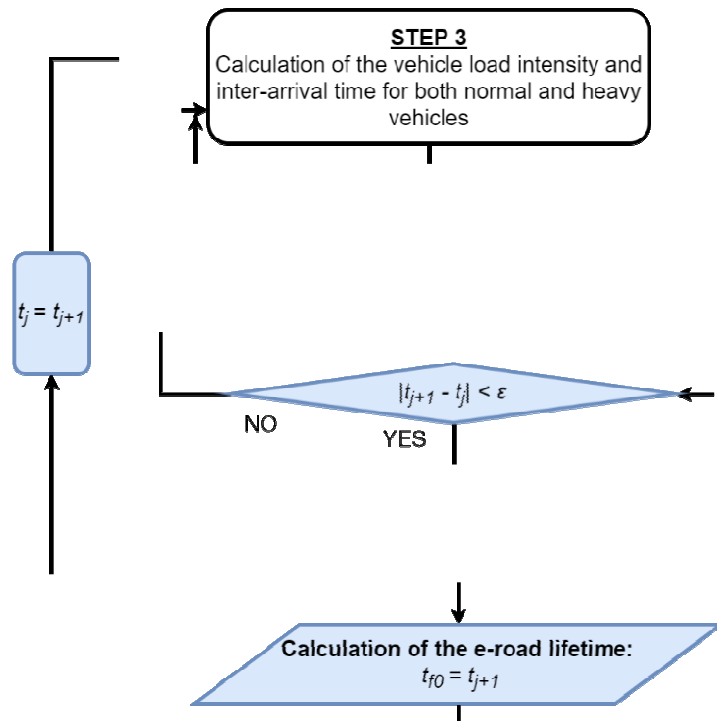 STEP 3
Calculation of the vehicle load intensity and
inter-arrival time for both normal and heavy
vehicles
tj = tj+1
|tj+1 - tj| < ε
NO
YES
Calculation of the e-road lifetime:
tf0 = tj+1